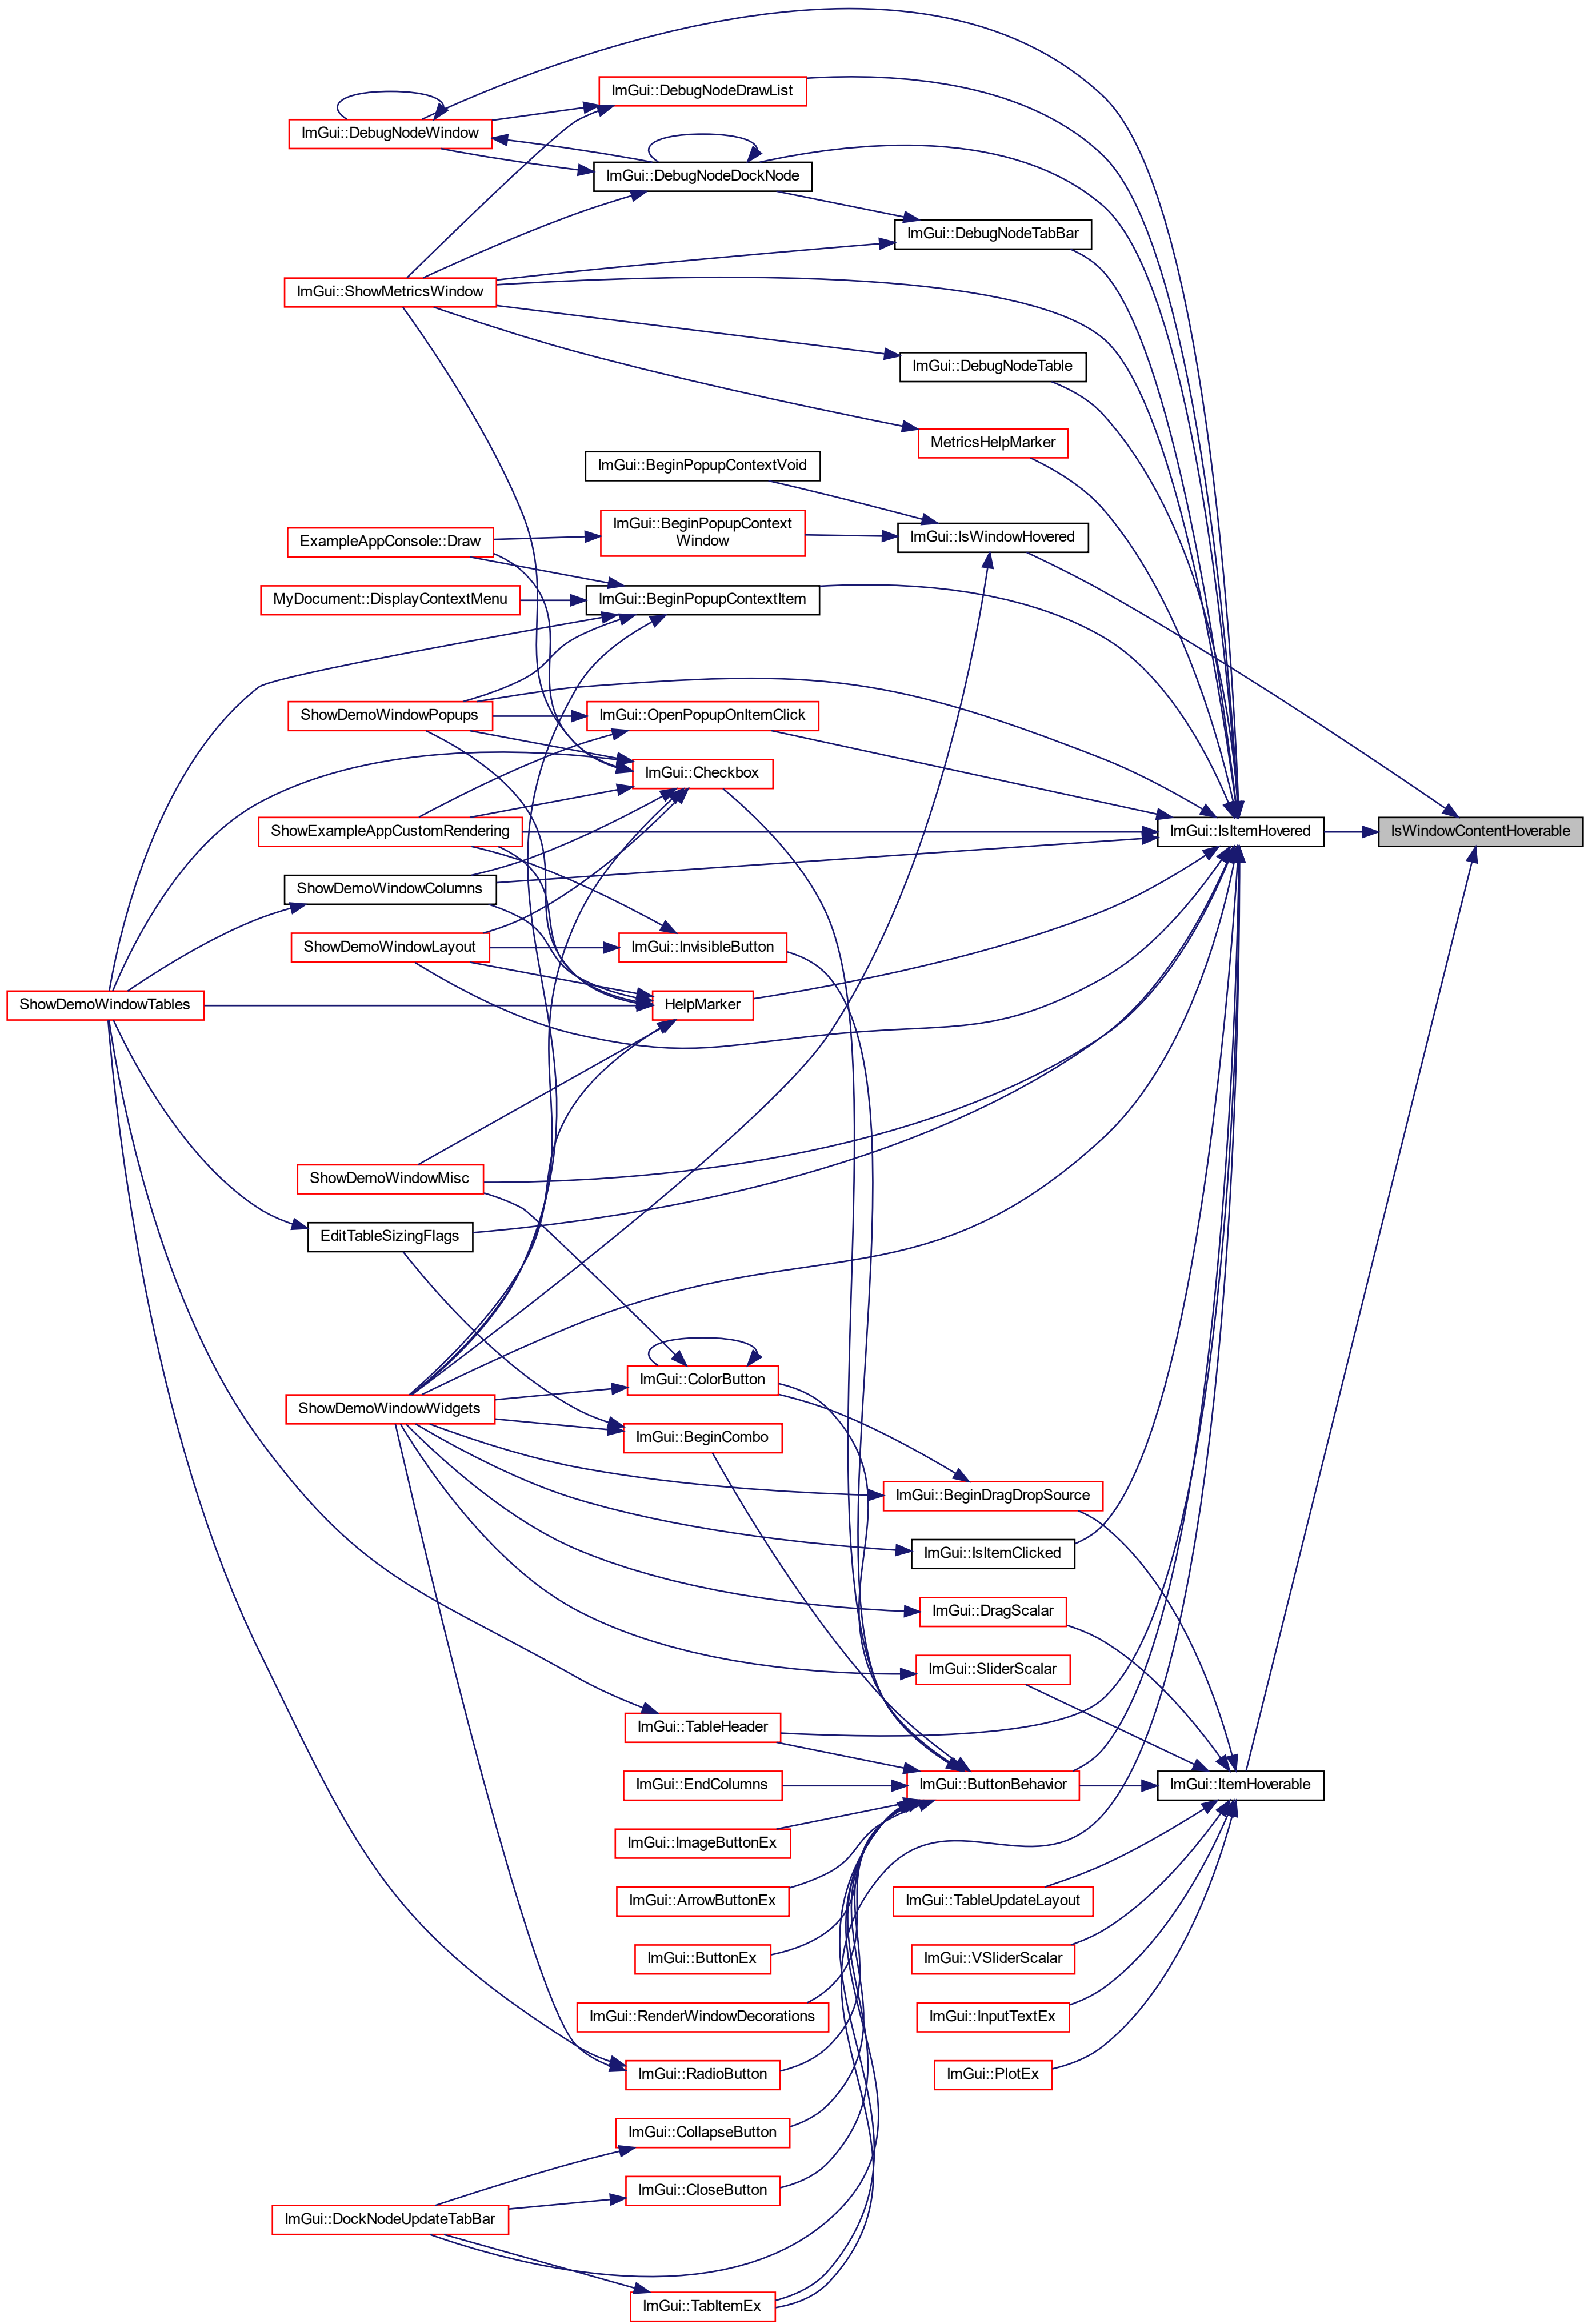 ImGui::DebugNodeDrawList
ImGui::DebugNodeWindow
ImGui::DebugNodeDockNode
ImGui::DebugNodeTabBar
ImGui::ShowMetricsWindow
ImGui::DebugNodeTable
MetricsHelpMarker
ImGui::BeginPopupContextVoid
ImGui::BeginPopupContext
Window
ExampleAppConsole::Draw
ImGui::IsWindowHovered
MyDocument::DisplayContextMenu
ImGui::BeginPopupContextItem
ShowDemoWindowPopups
ImGui::OpenPopupOnItemClick
ImGui::Checkbox
ShowExampleAppCustomRendering
ImGui::IsItemHovered
IsWindowContentHoverable
ShowDemoWindowColumns
ShowDemoWindowLayout
ImGui::InvisibleButton
ShowDemoWindowTables
HelpMarker
ShowDemoWindowMisc
EditTableSizingFlags
ImGui::ColorButton
ShowDemoWindowWidgets
ImGui::BeginCombo
ImGui::BeginDragDropSource
ImGui::IsItemClicked
ImGui::DragScalar
ImGui::SliderScalar
ImGui::TableHeader
ImGui::EndColumns
ImGui::ButtonBehavior
ImGui::ItemHoverable
ImGui::ImageButtonEx
ImGui::ArrowButtonEx
ImGui::TableUpdateLayout
ImGui::ButtonEx
ImGui::VSliderScalar
ImGui::RenderWindowDecorations
ImGui::InputTextEx
ImGui::RadioButton
ImGui::PlotEx
ImGui::CollapseButton
ImGui::CloseButton
ImGui::DockNodeUpdateTabBar
ImGui::TabItemEx